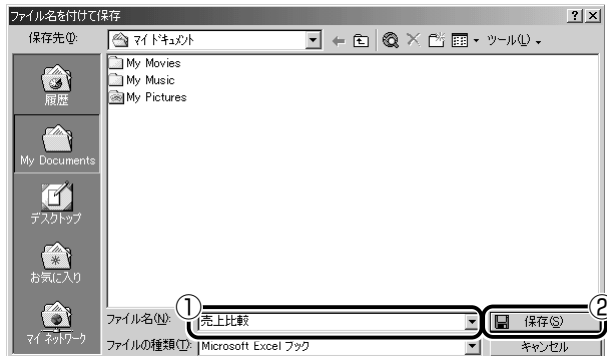 ファイル名を付けて保存
保存先(I):
マイ ドキュメント
ツール(L)
履歴
My Documents
デスクトップ
お気に入り
マイ ネットワーク
My Movies
My Music
My Pictures
①
ファイル名(N):
売上比較
②
保存(S)
ファイルの種類(T):
Microsoft Excel ブック
キャンセル